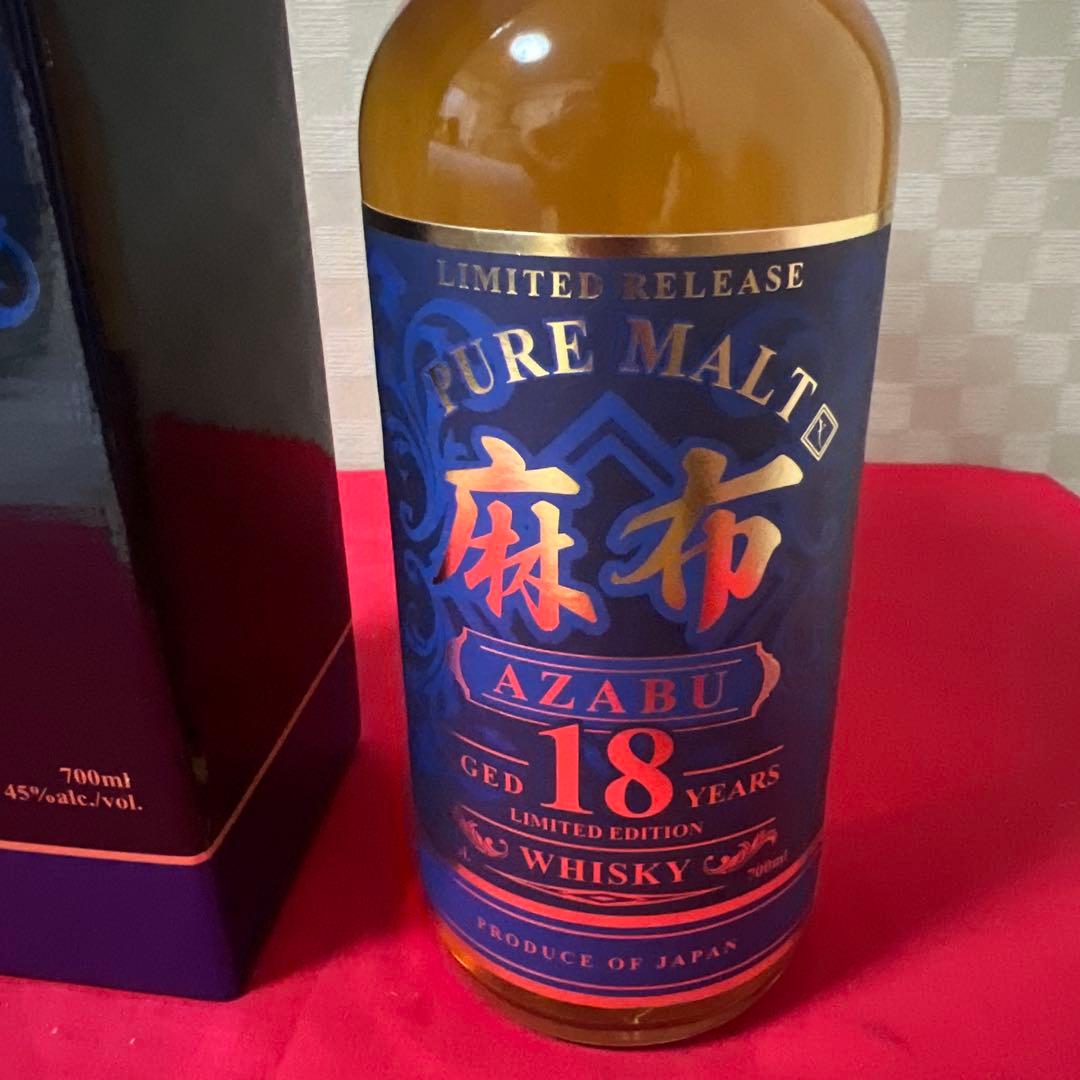 LIMITED RELEASE
PURE MALT
麻布
AZABU
GED 18 YEARS
LIMITED EDITION
WHISKY
700ml
PRODUCE OF JAPAN
700ml
45%alc./vol.